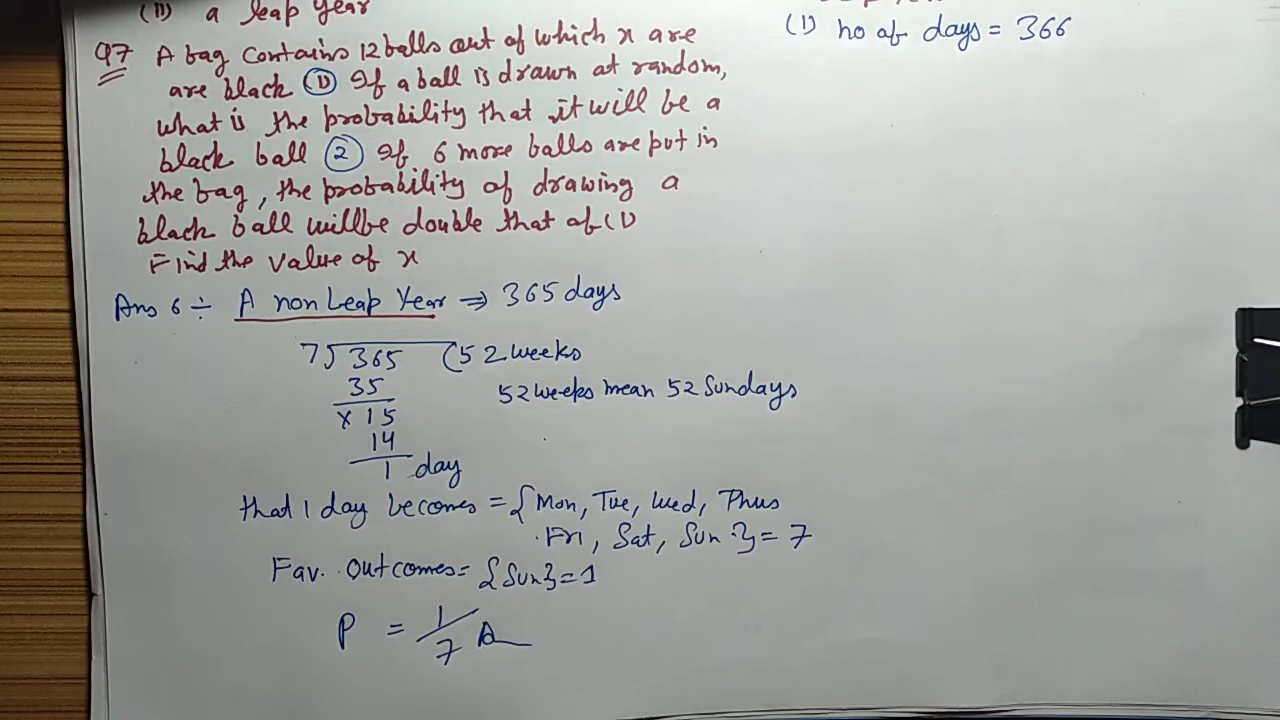 (II) a leap year
Q7 A bag contains 12 balls out of which x are
are black (1) If a ball is drawn at random,
what is the probability that it will be a
black ball (2) If 6 more balls are put in
the bag, the probability of drawing a
black ball will be double that of (1)
Find the value of x
Ans 6 ÷ A non Leap Year ⇒ 365 days
7) 365 (52 weeks
35
52 weeks mean 52 Sundays
x 15
14
1 day
that 1 day becomes = {Mon, Tue, Wed, Thus
Fri, Sat, Sun } = 7
Fav. outcomes = {Sun} = 1
P = 1/7 A
(1) no of days = 366